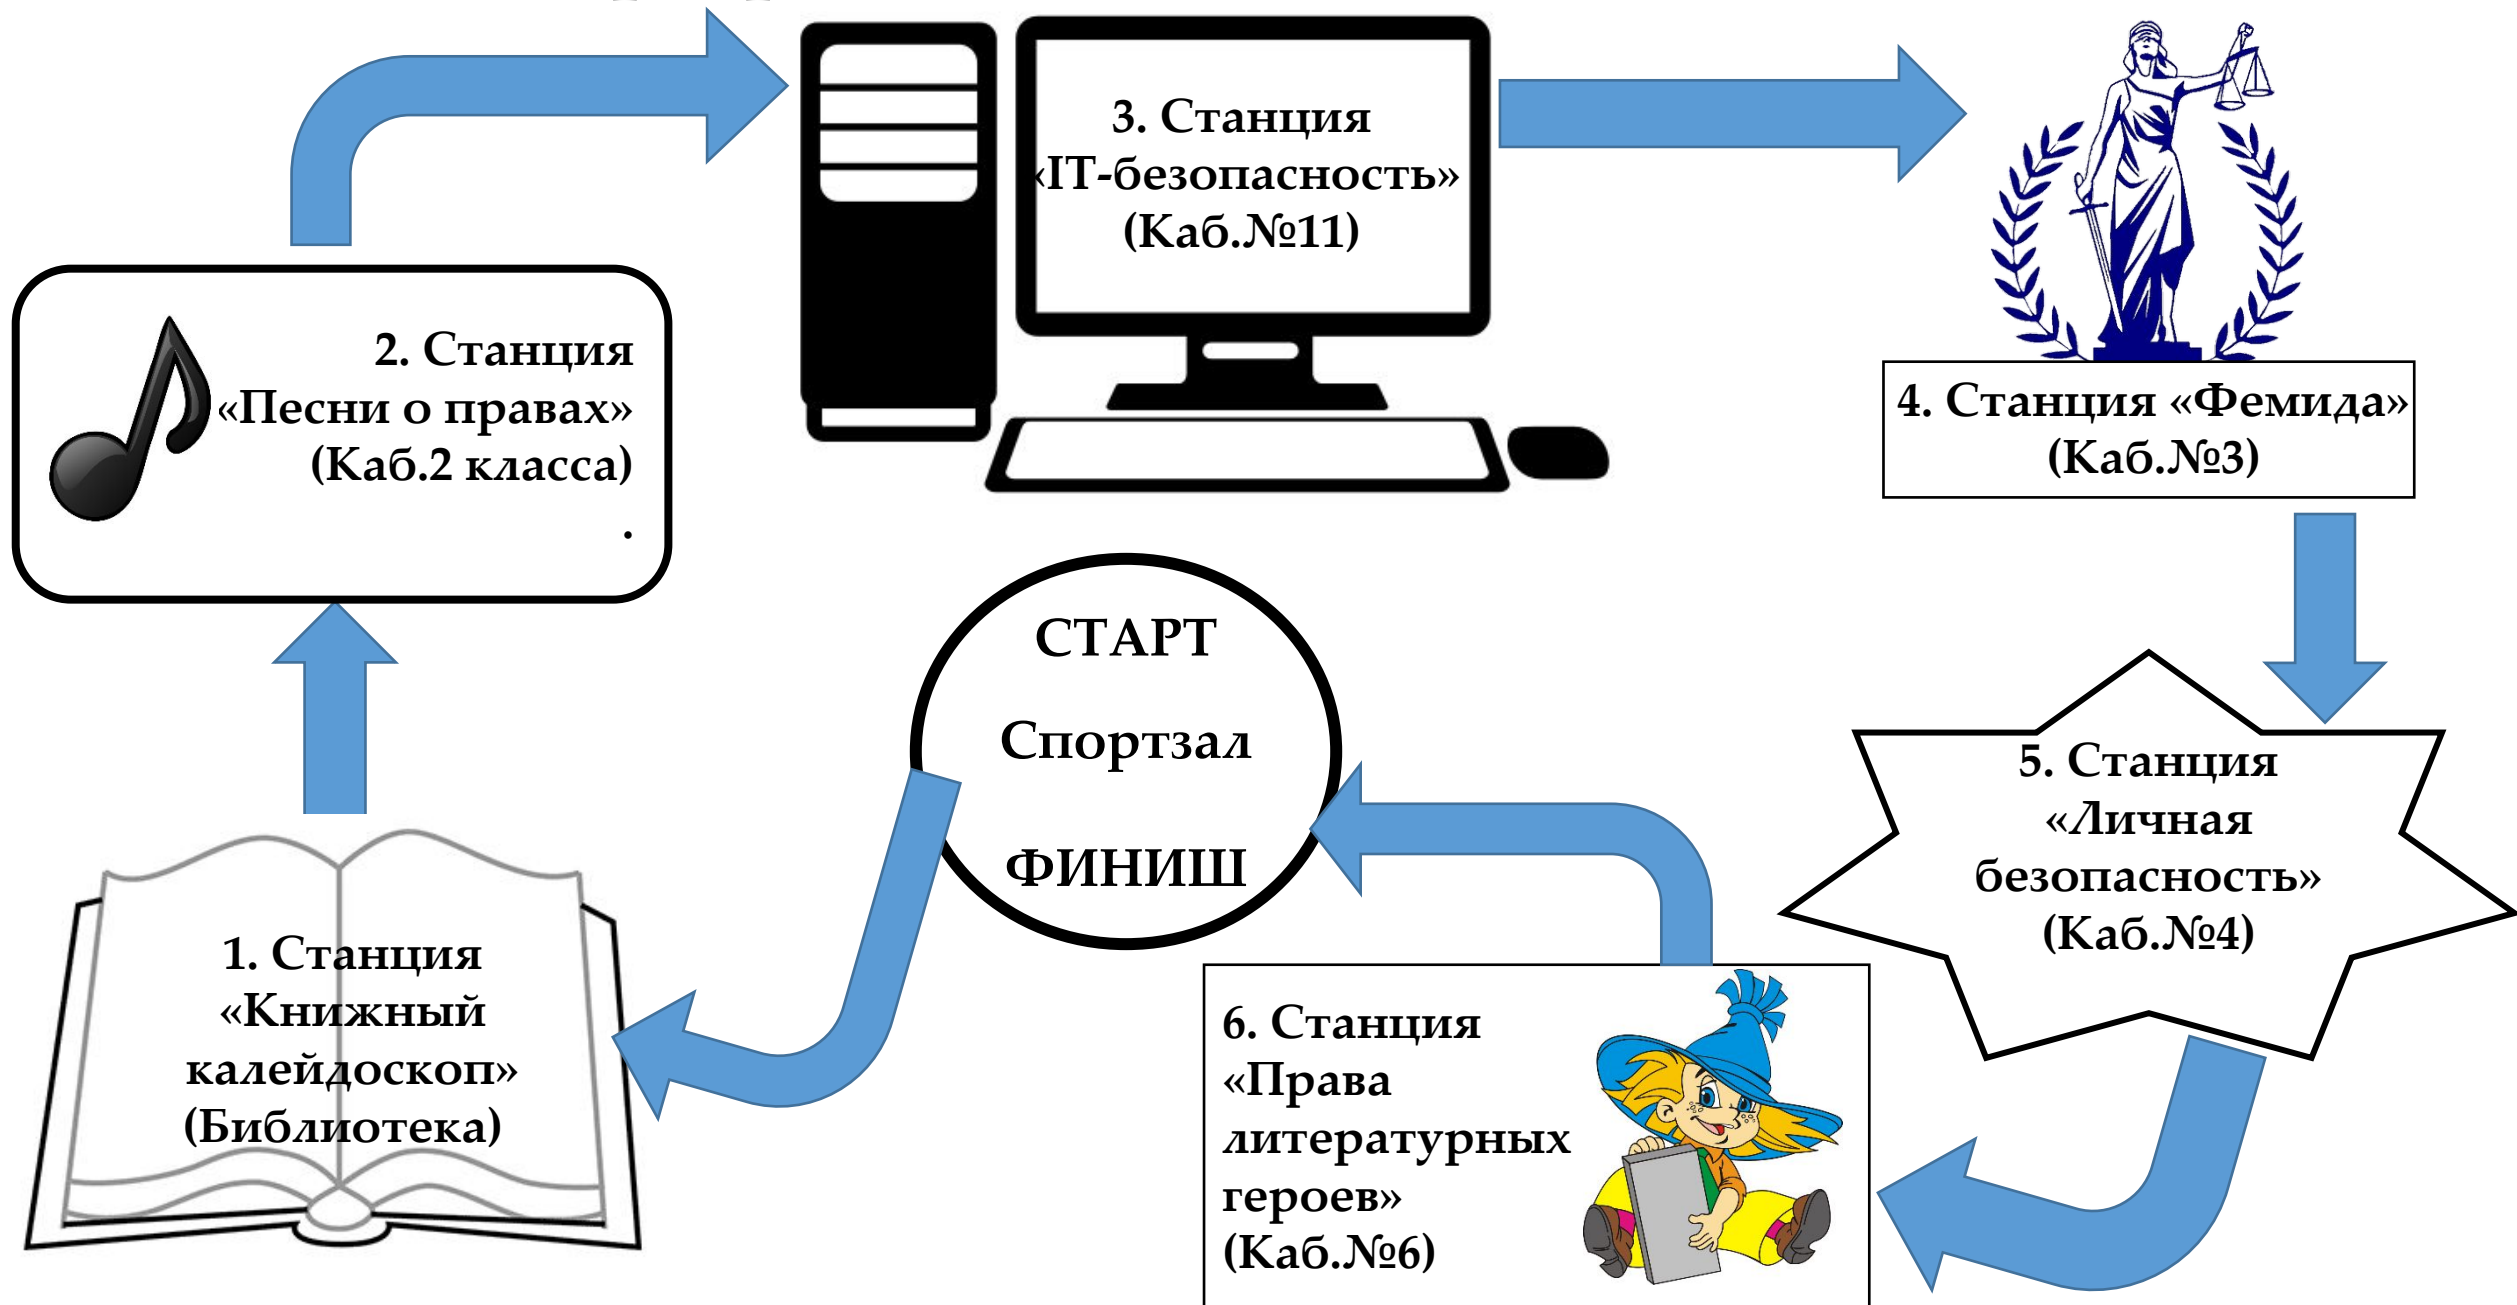 СТАРТ
Спортзал
ФИНИШ
1. Станция
«Книжный
калейдоскоп»
(Библиотека)
2. Станция
«Песни о правах»
(Каб.2 класса)
.
3. Станция
«IT-безопасность»
(Каб.№11)
4. Станция «Фемида»
(Каб.№3)
5. Станция
«Личная
безопасность»
(Каб.№4)
6. Станция
«Права
литературных
героев»
(Каб.№6)